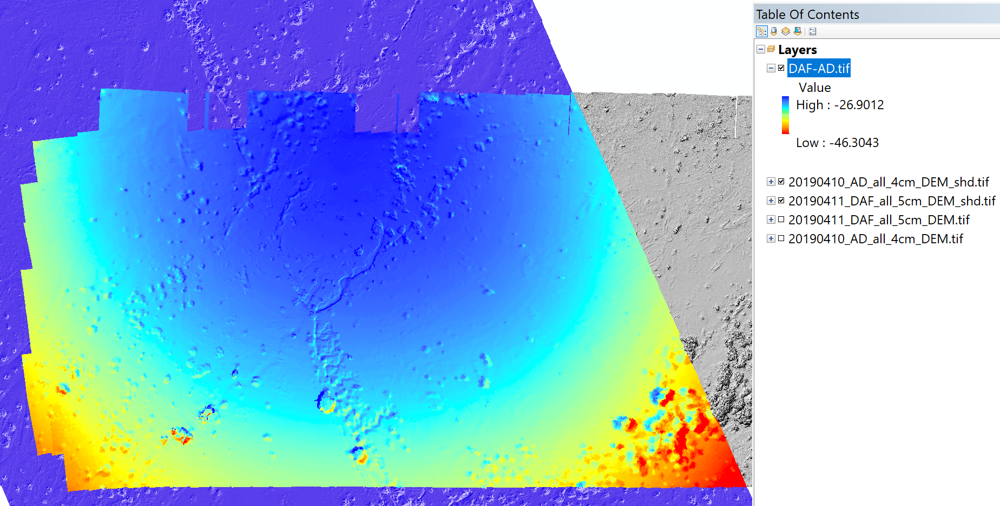 Table Of Contents
Layers
DAF-AD.tif
Value
High : -26.9012
Low : -46.3043
20190410_AD_all_4cm_DEM_shd.tif
20190411_DAF_all_5cm_DEM_shd.tif
20190411_DAF_all_5cm_DEM.tif
20190410_AD_all_4cm_DEM.tif